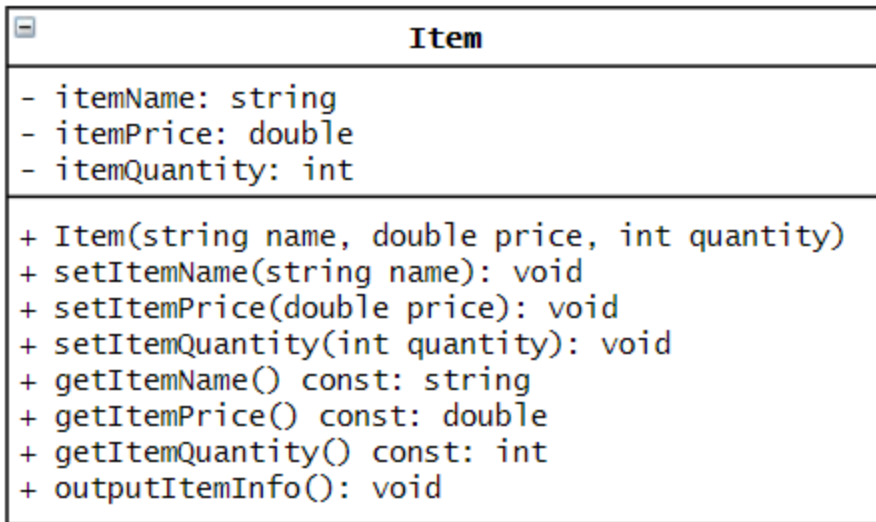 Item
- itemName: string
- itemPrice: double
- itemQuantity: int
+ Item(string name, double price, int quantity)
+ setItemName(string name): void
+ setItemPrice(double price): void
+ setItemQuantity(int quantity): void
+ getItemName() const: string
+ getItemPrice() const: double
+ getItemQuantity() const: int
+ outputItemInfo(): void